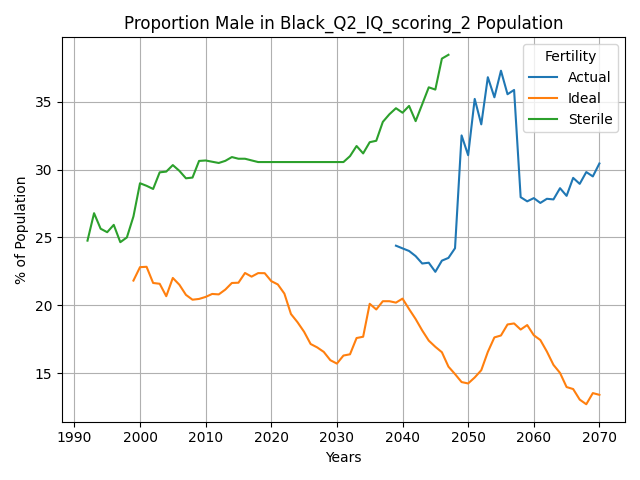 Proportion Male in Black_Q2_IQ_scoring_2 Population
Fertility
Actual
Ideal
Sterile
% of Population
35
30
25
20
15
1990
2000
2010
2020
2030
2040
2050
2060
2070
Years